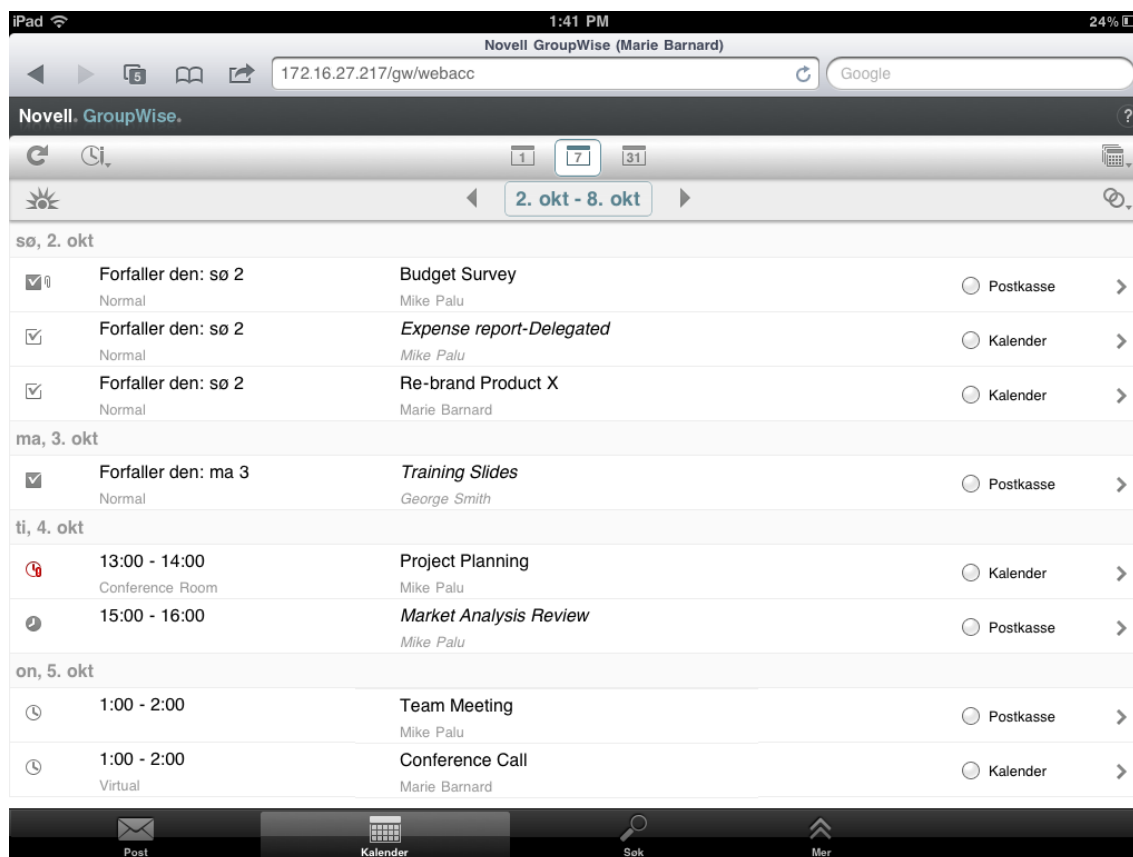 iPad 1:41 PM 24%
Novell GroupWise (Marie Barnard)
5 172.16.27.217/gw/webacc Google
Novell. GroupWise. ?
1 7 31
2. okt - 8. okt
sø, 2. okt
Forfaller den: sø 2 Budget Survey
Normal Mike Palu
Postkasse
Forfaller den: sø 2 Expense report-Delegated
Normal Mike Palu
Kalender
Forfaller den: sø 2 Re-brand Product X
Normal Marie Barnard
Kalender
ma, 3. okt
Forfaller den: ma 3 Training Slides
Normal George Smith
Postkasse
ti, 4. okt
13:00 - 14:00 Project Planning
Conference Room Mike Palu
Kalender
15:00 - 16:00 Market Analysis Review
Mike Palu
Postkasse
on, 5. okt
1:00 - 2:00 Team Meeting
Mike Palu
Postkasse
1:00 - 2:00 Conference Call
Virtual Marie Barnard
Kalender
Post Kalender Søk Mer